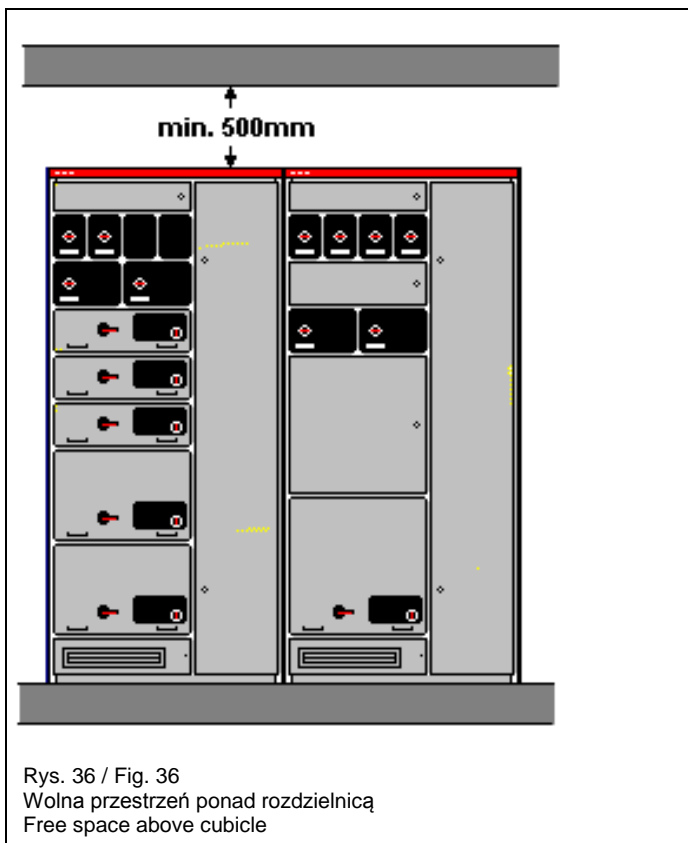 min. 500mm
Rys. 36 / Fig. 36
Wolna przestrzeń ponad rozdzielnicą
Free space above cubicle